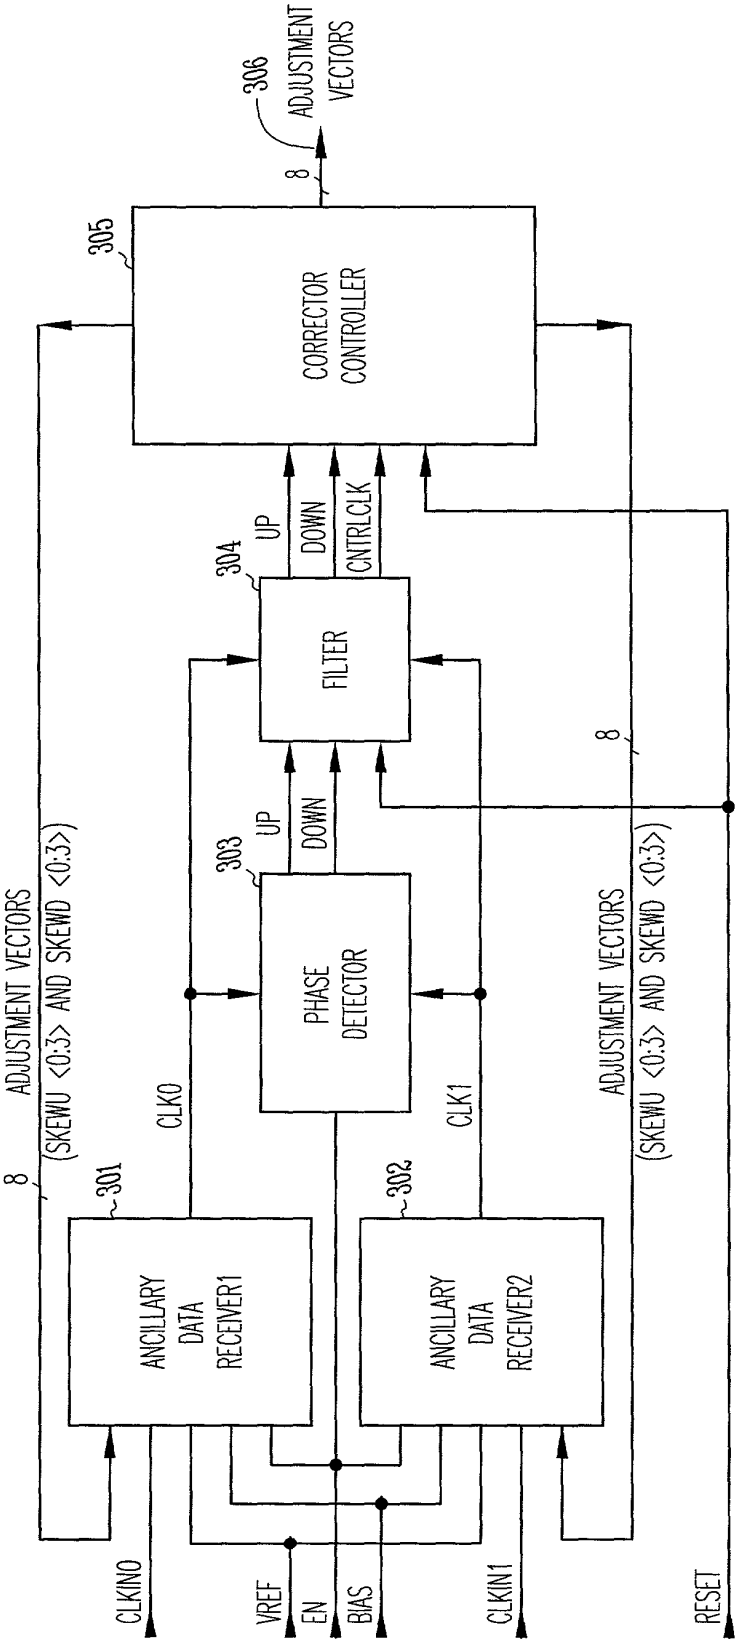 ADJUSTMENT VECTORS
(SKEWU <0:3> AND SKEWD <0:3>)
8
301
ANCILLARY
DATA
RECEIVER1
CLK0
303
PHASE
DETECTOR
UP
DOWN
304
FILTER
UP
DOWN
CNTRLCLK
305
CORRECTOR
CONTROLLER
8
306
ADJUSTMENT
VECTORS
302
ANCILLARY
DATA
RECEIVER2
CLK1
8
ADJUSTMENT VECTORS
(SKEWU <0:3> AND SKEWD <0:3>)
CLKIN0
VREF
EN
BIAS
CLKIN1
RESET